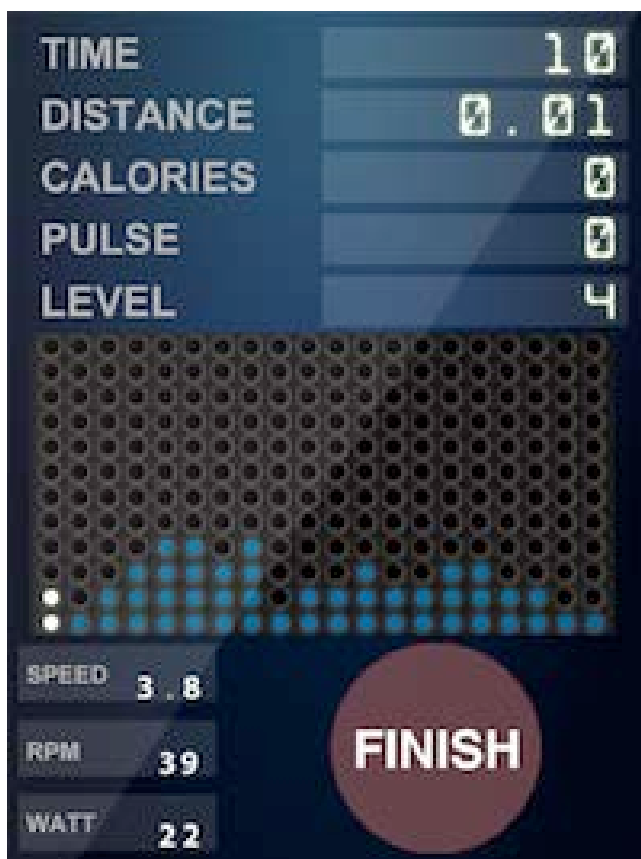 TIME 10
DISTANCE 0.01
CALORIES 0
PULSE 0
LEVEL 4
SPEED 3.8
RPM 39
FINISH
WATT 22